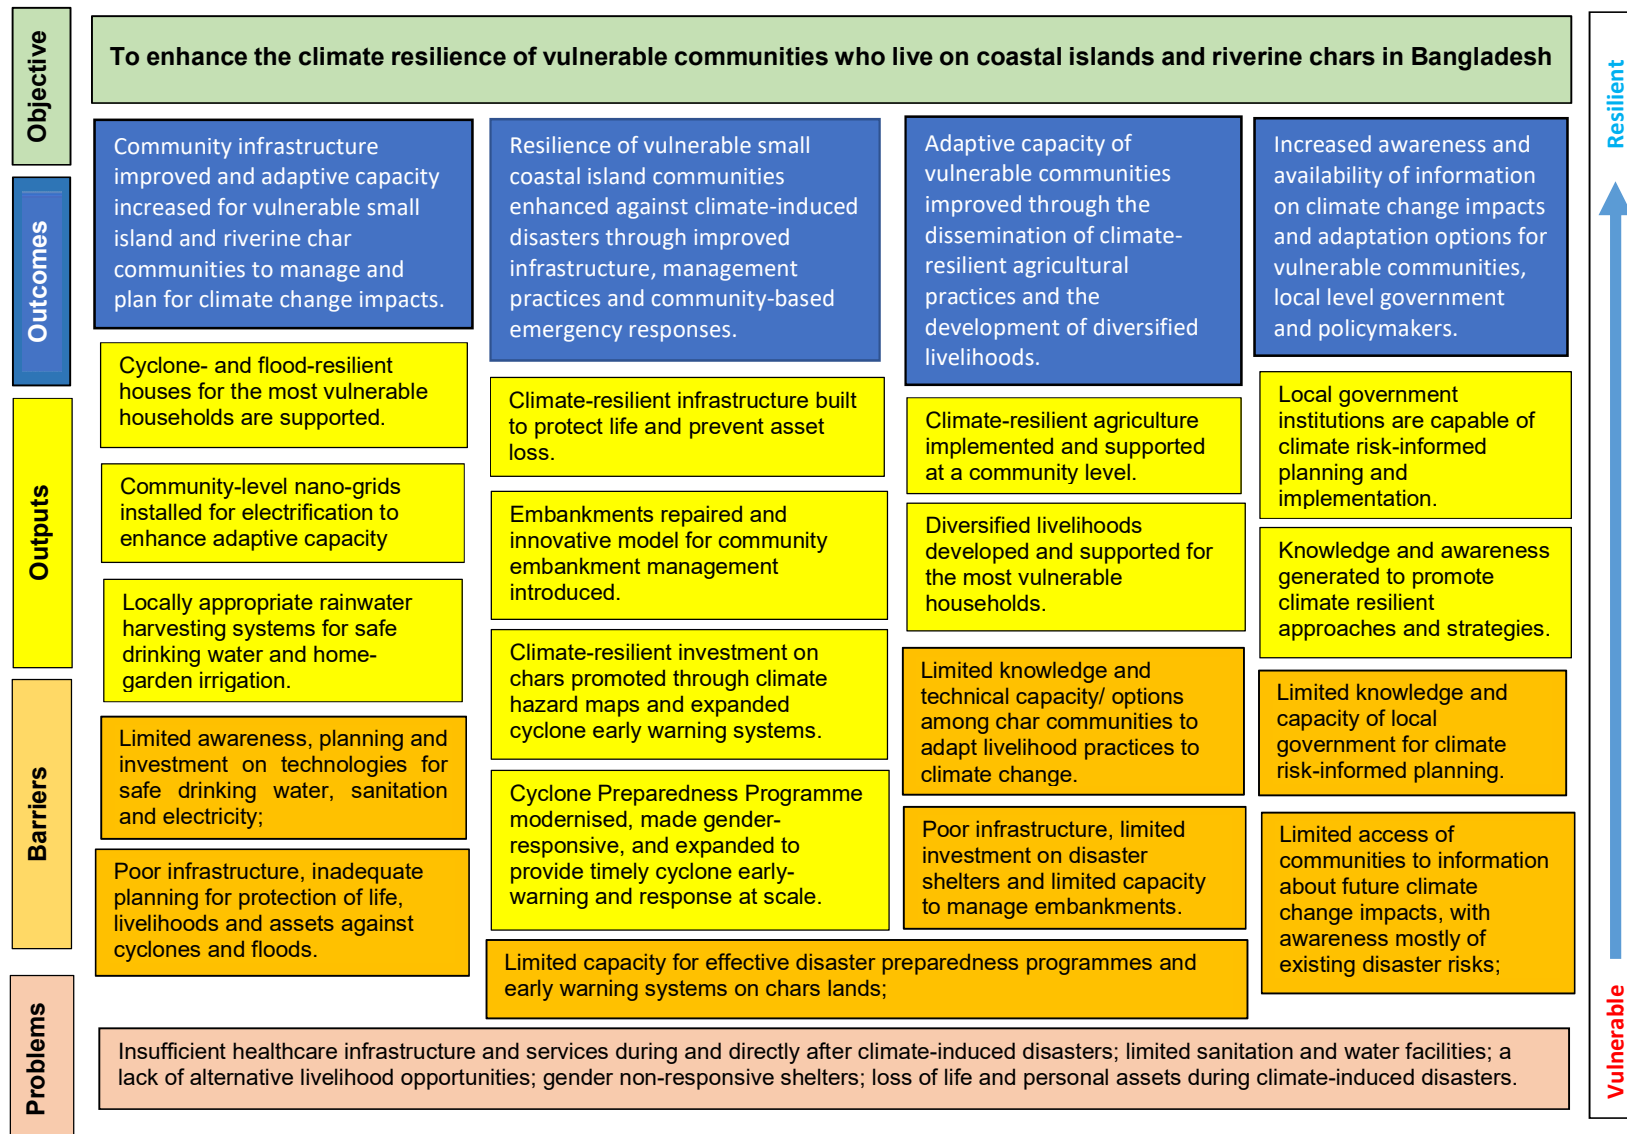 Objective
To enhance the climate resilience of vulnerable communities who live on coastal islands and riverine chars in Bangladesh
Outcomes
Community infrastructure
improved and adaptive capacity
increased for vulnerable small
island and riverine char
communities to manage and
plan for climate change impacts.
Resilience of vulnerable small
coastal island communities
enhanced against climate-induced
disasters through improved
infrastructure, management
practices and community-based
emergency responses.
Adaptive capacity of
vulnerable communities
improved through the
dissemination of climate-
resilient agricultural
practices and the
development of diversified
livelihoods.
Increased awareness and
availability of information
on climate change impacts
and adaptation options for
vulnerable communities,
local level government
and policymakers.
Outputs
Cyclone- and flood-resilient
houses for the most vulnerable
households are supported.
Community-level nano-grids
installed for electrification to
enhance adaptive capacity
Locally appropriate rainwater
harvesting systems for safe
drinking water and home-
garden irrigation.
Climate-resilient infrastructure built
to protect life and prevent asset
loss.
Embankments repaired and
innovative model for community
embankment management
introduced.
Climate-resilient investment on
chars promoted through climate
hazard maps and expanded
cyclone early warning systems.
Cyclone Preparedness Programme
modernised, made gender-
responsive, and expanded to
provide timely cyclone early-
warning and response at scale.
Climate-resilient agriculture
implemented and supported
at a community level.
Diversified livelihoods
developed and supported for
the most vulnerable
households.
Local government
institutions are capable of
climate risk-informed
planning and
implementation.
Knowledge and awareness
generated to promote
climate resilient
approaches and strategies.
Barriers
Limited awareness, planning and
investment on technologies for
safe drinking water, sanitation
and electricity;
Poor infrastructure, inadequate
planning for protection of life,
livelihoods and assets against
cyclones and floods.
Limited knowledge and
technical capacity/ options
among char communities to
adapt livelihood practices to
climate change.
Poor infrastructure, limited
investment on disaster
shelters and limited capacity
to manage embankments.
Limited capacity for effective disaster preparedness programmes and
early warning systems on chars lands;
Limited knowledge and
capacity of local
government for climate
risk-informed planning.
Limited access of
communities to information
about future climate
change impacts, with
awareness mostly of
existing disaster risks;
Problems
Insufficient healthcare infrastructure and services during and directly after climate-induced disasters; limited sanitation and water facilities; a
lack of alternative livelihood opportunities; gender non-responsive shelters; loss of life and personal assets during climate-induced disasters.
Resilient
Vulnerable